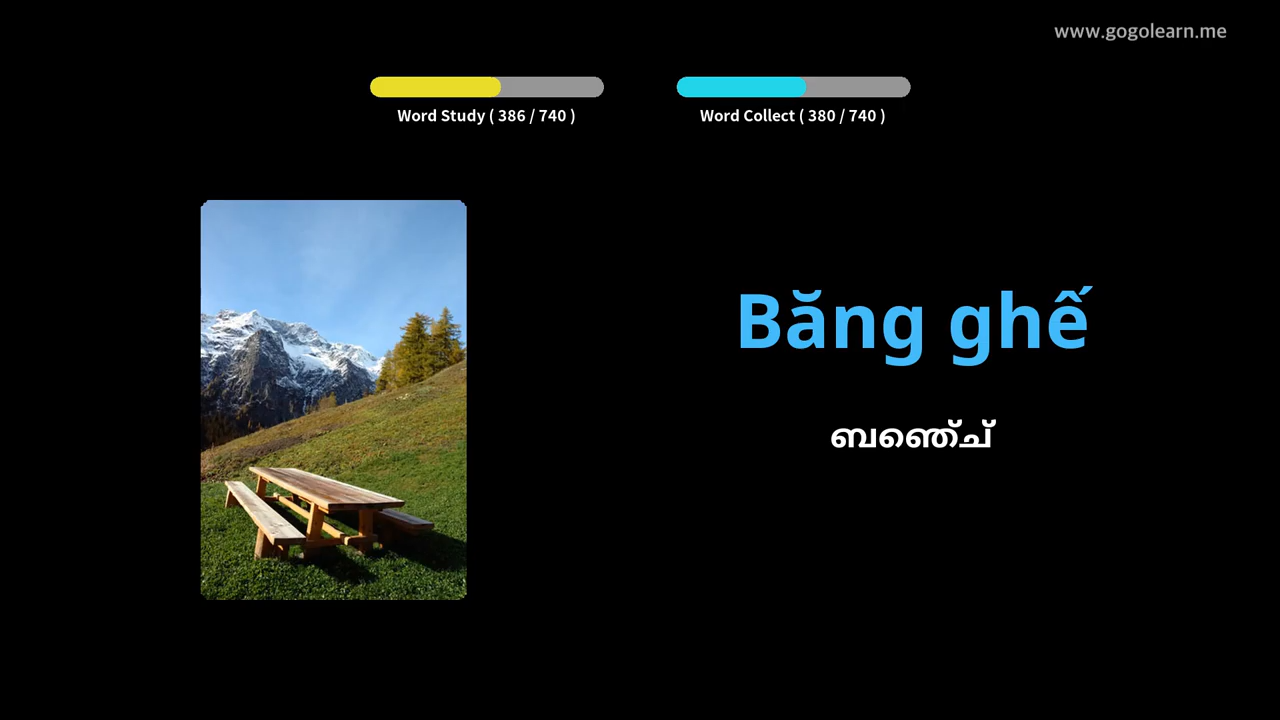 www.gogolearn.me
Word Study ( 386 / 740 )
Word Collect ( 380 / 740 )
Băng ghế
ബഞ്ചെ്